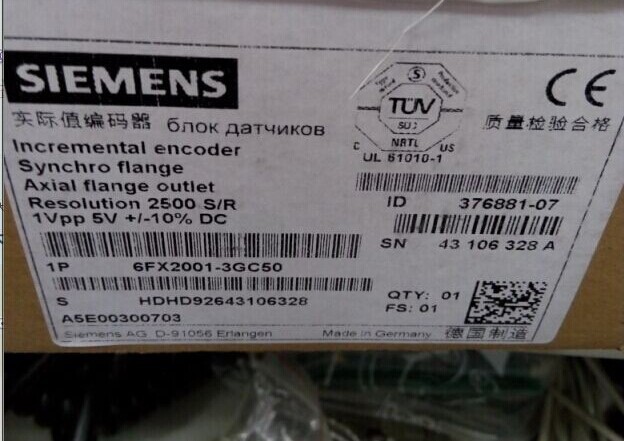 SIEMENS
实际值编码器 блок датчиков
Incremental encoder
Synchro flange
Axial flange outlet
Resolution 2500 S/R
1Vpp 5V +/-10% DC
TÜV
NRTL
C US
UL 61010-1
CE
质量检验合格
ID 376881-07
SN 43 106 328 A
1P 6FX2001-3GC50
S HDHD92643106328
A5E00300703
QTY: 01
FS: 01
Siemens AG D-91056 Erlangen Made in Germany 德国制造